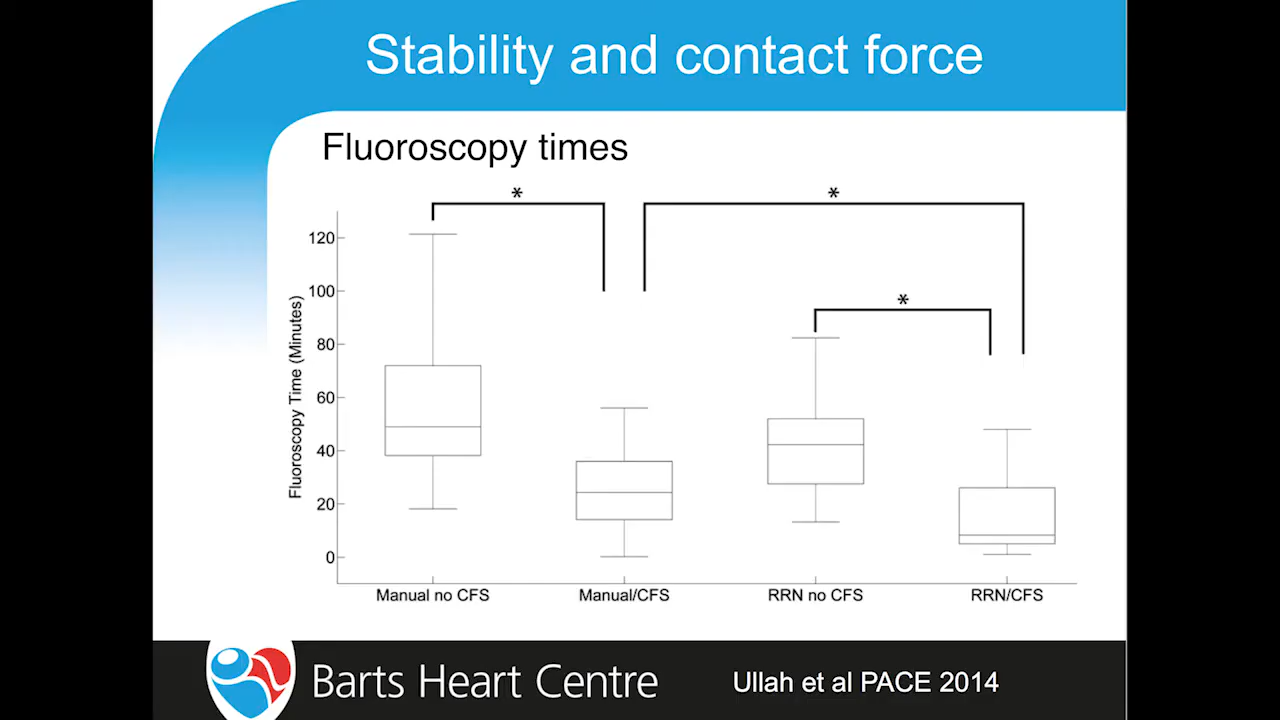 Stability and contact force
Fluoroscopy times
*
*
*
Fluoroscopy Time (Minutes)
120
100
80
60
40
20
0
Manual no CFS
Manual/CFS
RRN no CFS
RRN/CFS
Barts Heart Centre
Ullah et al PACE 2014